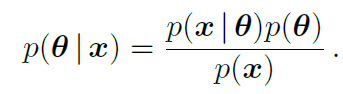 p(θ | x) = p(x | θ)p(θ) / p(x) .